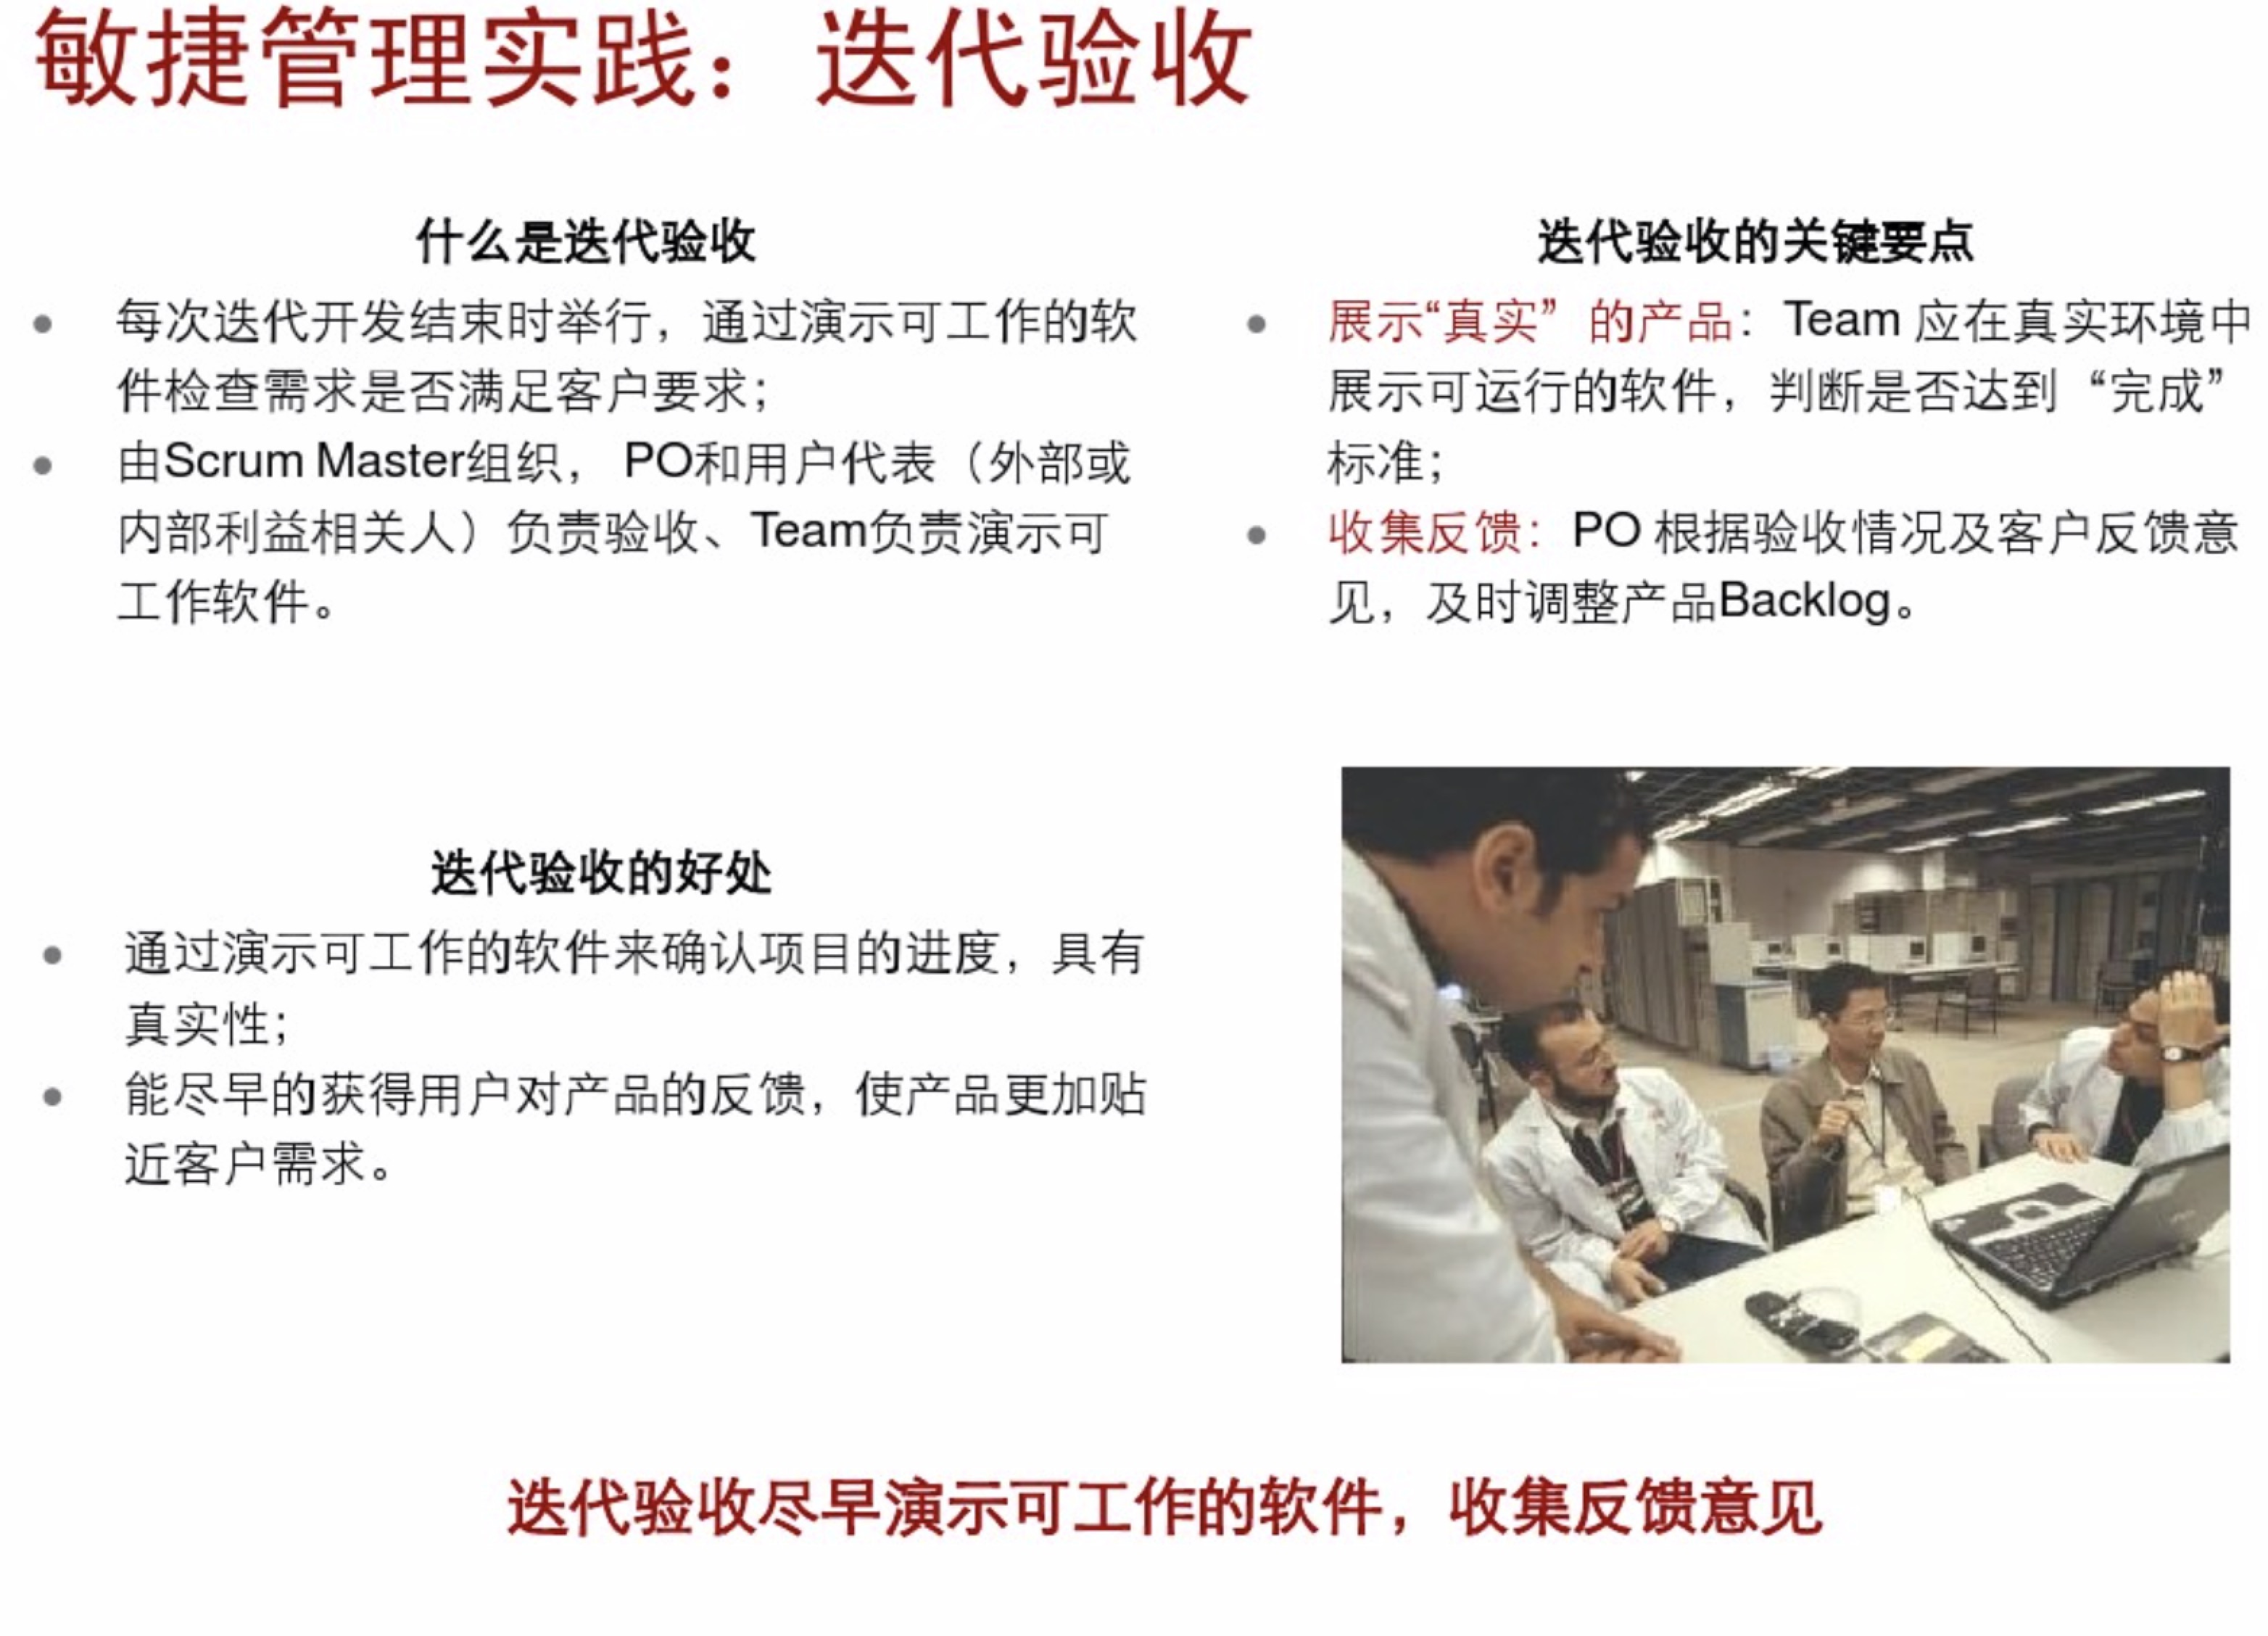 敏捷管理实践：迭代验收
什么是迭代验收
每次迭代开发结束时举行，通过演示可工作的软
件检查需求是否满足客户要求；
由Scrum Master组织， PO和用户代表（外部或
内部利益相关人）负责验收、Team负责演示可
工作软件。
迭代验收的好处
通过演示可工作的软件来确认项目的进度，具有
真实性；
能尽早的获得用户对产品的反馈，使产品更加贴
近客户需求。
迭代验收的关键要点
展示“真实”的产品：Team 应在真实环境中
展示可运行的软件，判断是否达到“完成”
标准；
收集反馈：PO 根据验收情况及客户反馈意
见，及时调整产品Backlog。
迭代验收尽早演示可工作的软件，收集反馈意见